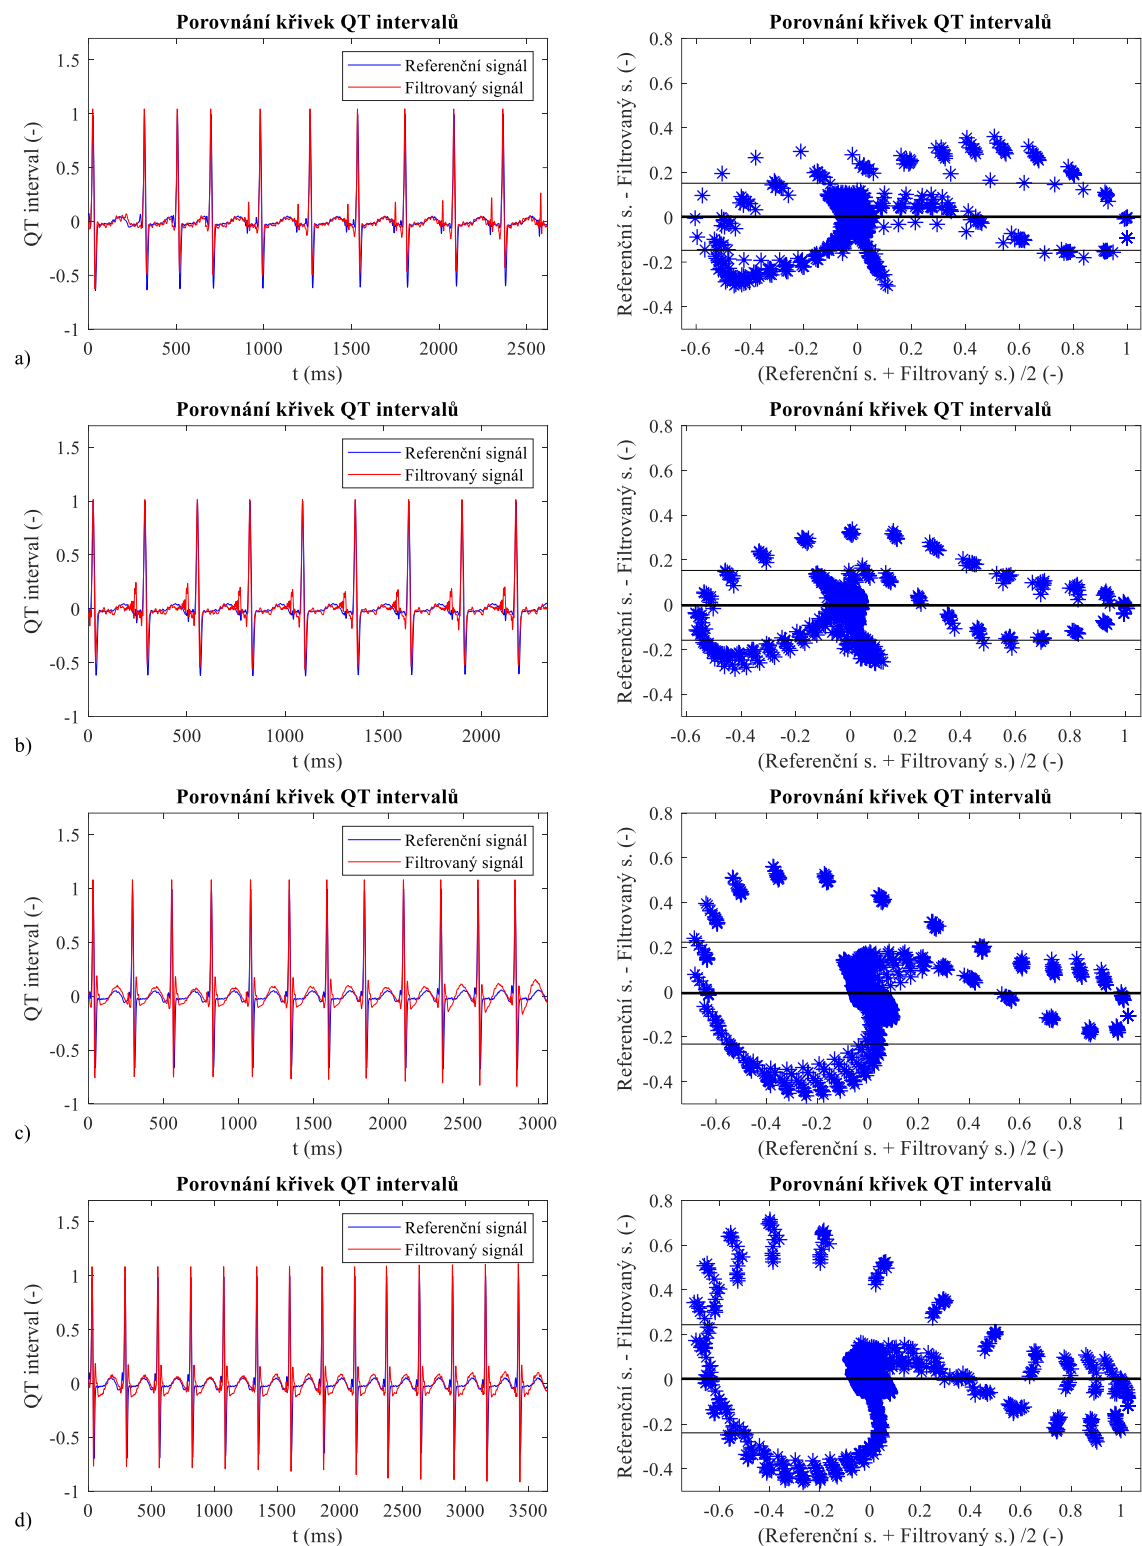 Porovnání křivek QT intervalů
QT interval (-)
1.5
1
0.5
0
-0.5
-1
Referenční signál
Filtrovaný signál
0 500 1000 1500 2000 2500
t (ms)
a)
Porovnání křivek QT intervalů
Referenční s. - Filtrovaný s. (-)
0.8
0.6
0.4
0.2
0
-0.2
-0.4
-0.6 -0.4 -0.2 0 0.2 0.4 0.6 0.8 1
(Referenční s. + Filtrovaný s.) /2 (-)
Porovnání křivek QT intervalů
QT interval (-)
1.5
1
0.5
0
-0.5
-1
Referenční signál
Filtrovaný signál
0 500 1000 1500 2000
t (ms)
b)
Porovnání křivek QT intervalů
Referenční s. - Filtrovaný s. (-)
0.8
0.6
0.4
0.2
0
-0.2
-0.4
-0.6 -0.4 -0.2 0 0.2 0.4 0.6 0.8 1
(Referenční s. + Filtrovaný s.) /2 (-)
Porovnání křivek QT intervalů
QT interval (-)
1.5
1
0.5
0
-0.5
-1
Referenční signál
Filtrovaný signál
0 500 1000 1500 2000 2500 3000
t (ms)
c)
Porovnání křivek QT intervalů
Referenční s. - Filtrovaný s. (-)
0.8
0.6
0.4
0.2
0
-0.2
-0.4
-0.6 -0.4 -0.2 0 0.2 0.4 0.6 0.8 1
(Referenční s. + Filtrovaný s.) /2 (-)
Porovnání křivek QT intervalů
QT interval (-)
1.5
1
0.5
0
-0.5
-1
Referenční signál
Filtrovaný signál
0 500 1000 1500 2000 2500 3000 3500
t (ms)
d)
Porovnání křivek QT intervalů
Referenční s. - Filtrovaný s. (-)
0.8
0.6
0.4
0.2
0
-0.2
-0.4
-0.6 -0.4 -0.2 0 0.2 0.4 0.6 0.8 1
(Referenční s. + Filtrovaný s.) /2 (-)